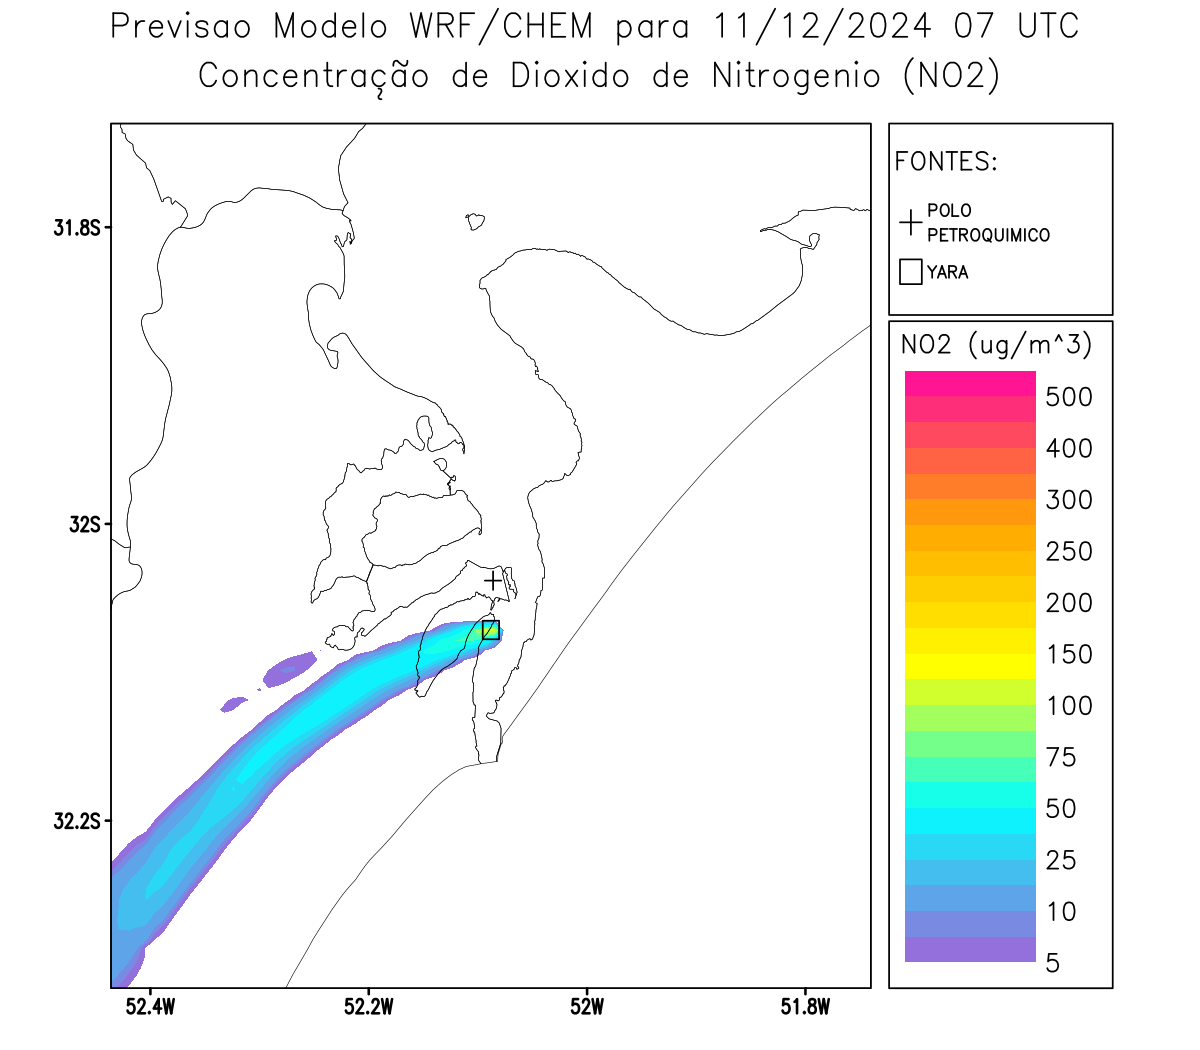 Previsao Modelo WRF/CHEM para 11/12/2024 07 UTC
Concentração de Dioxido de Nitrogenio (NO2)
FONTES:
POLO
PETROQUIMICO
YARA
NO2 (ug/m^3)
500
400
300
250
200
150
100
75
50
25
10
5
31.8S
32S
32.2S
52.4W
52.2W
52W
51.8W